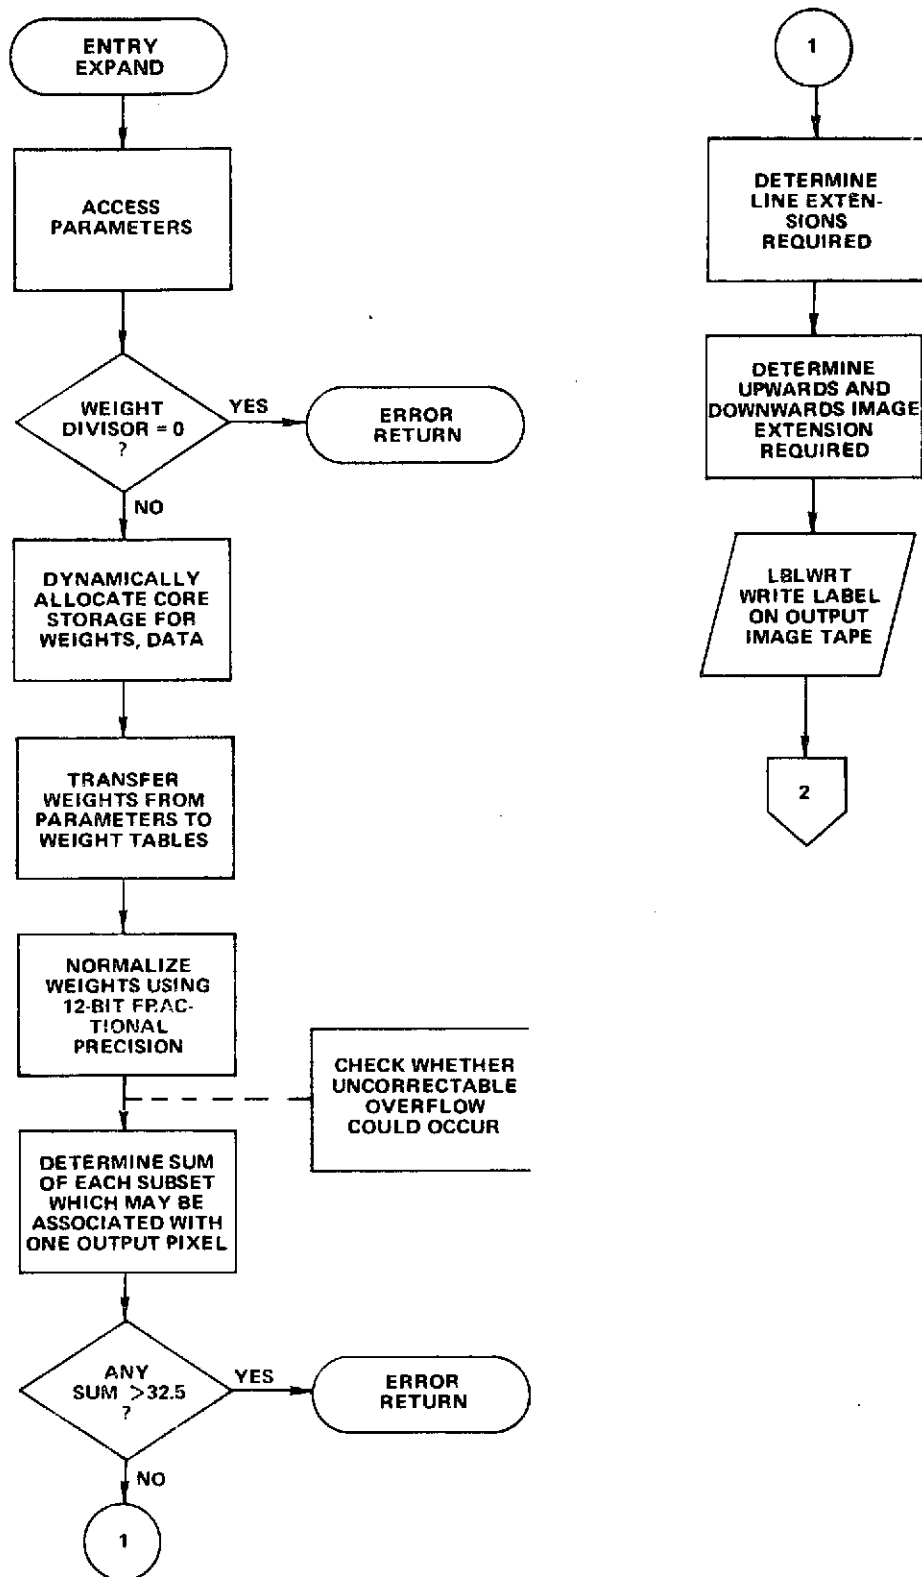 ENTRY
EXPAND
ACCESS
PARAMETERS
WEIGHT
DIVISOR = 0
?
YES
ERROR
RETURN
NO
DYNAMICALLY
ALLOCATE CORE
STORAGE FOR
WEIGHTS, DATA
TRANSFER
WEIGHTS FROM
PARAMETERS TO
WEIGHT TABLES
NORMALIZE
WEIGHTS USING
12-BIT FRAC-
TIONAL
PRECISION
CHECK WHETHER
UNCORRECTABLE
OVERFLOW
COULD OCCUR
DETERMINE SUM
OF EACH SUBSET
WHICH MAY BE
ASSOCIATED WITH
ONE OUTPUT PIXEL
ANY
SUM >32.5
?
YES
ERROR
RETURN
NO
1
1
DETERMINE
LINE EXTEN-
SIONS
REQUIRED
DETERMINE
UPWARDS AND
DOWNWARDS IMAGE
EXTENSION
REQUIRED
LBLWRT
WRITE LABEL
ON OUTPUT
IMAGE TAPE
2